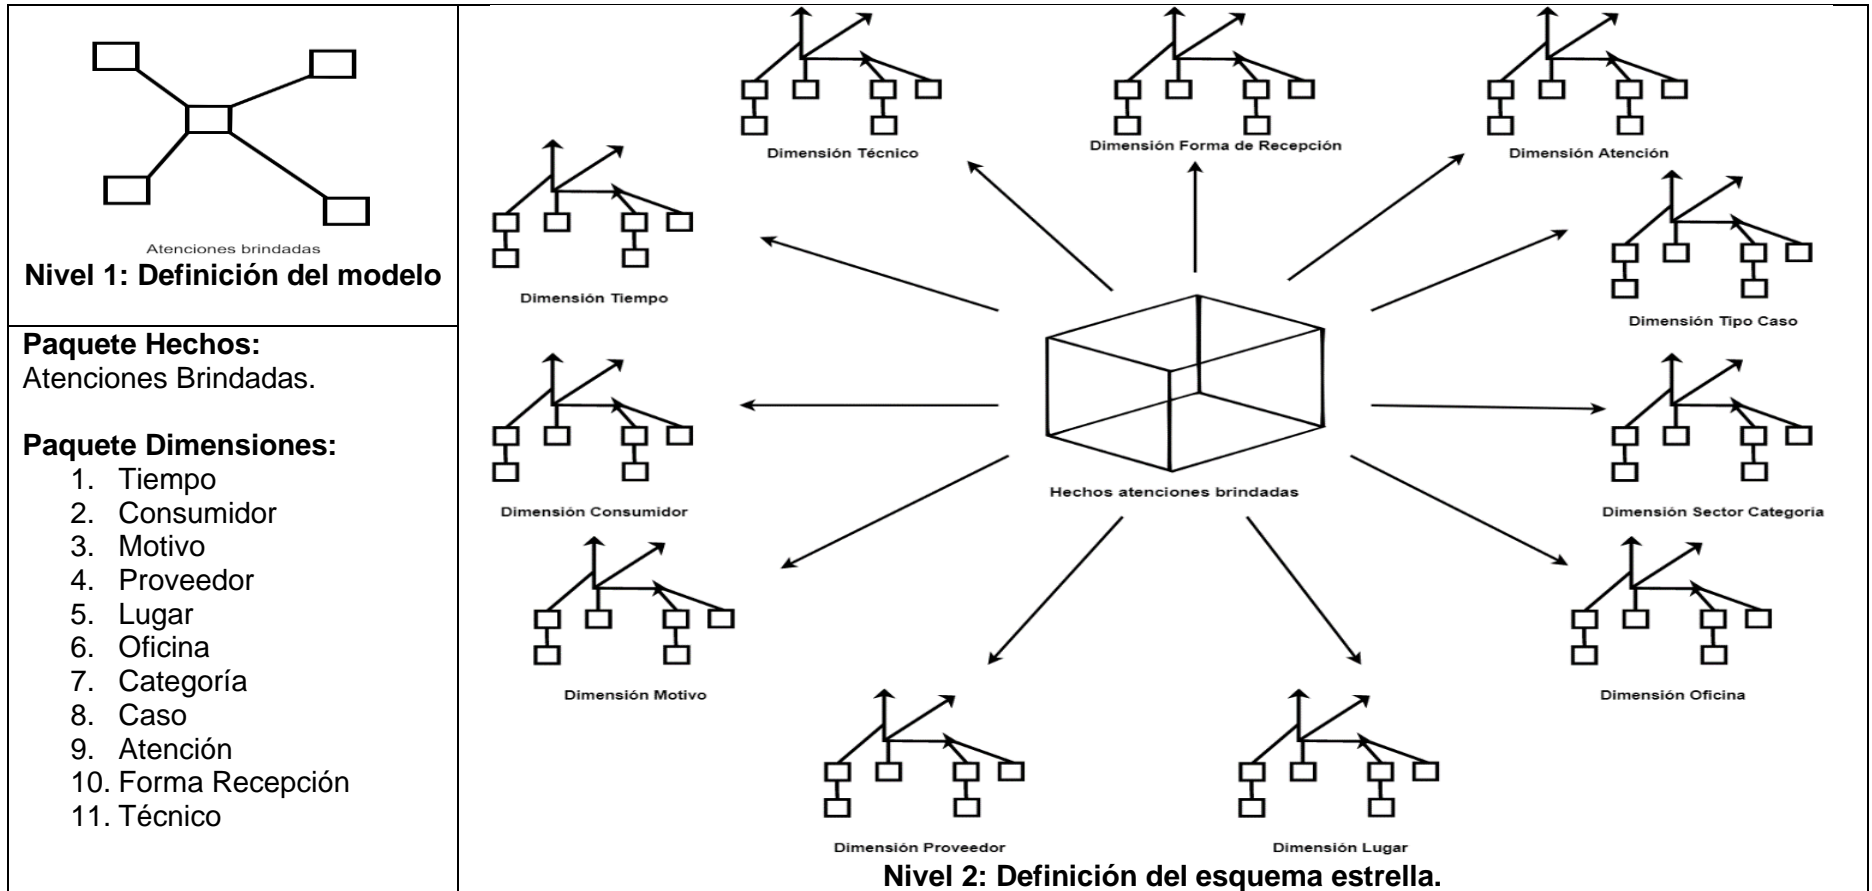 Atenciones brindadas
Nivel 1: Definición del modelo
Paquete Hechos:
Atenciones Brindadas.
Paquete Dimensiones:
1. Tiempo
2. Consumidor
3. Motivo
4. Proveedor
5. Lugar
6. Oficina
7. Categoría
8. Caso
9. Atención
10. Forma Recepción
11. Técnico
Dimensión Técnico
Dimensión Forma de Recepción
Dimensión Atención
Dimensión Tiempo
Dimensión Tipo Caso
Hechos atenciones brindadas
Dimensión Consumidor
Dimensión Sector Categoría
Dimensión Motivo
Dimensión Oficina
Dimensión Proveedor
Dimensión Lugar
Nivel 2: Definición del esquema estrella.